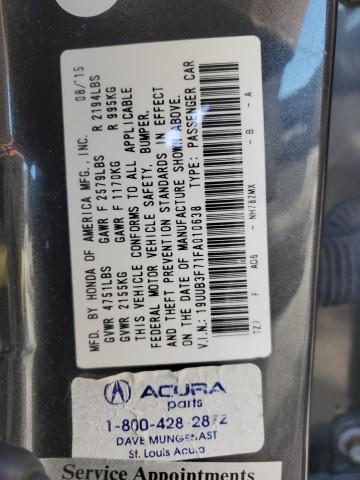 MFD. BY HONDA OF AMERICA MFG., INC. 08/15
GVWR 4751LBS GAWR F 2579LBS R 2194LBS
GVWR 2155KG GAWR F 1170KG R 995KG
THIS VEHICLE CONFORMS TO ALL APPLICABLE
FEDERAL MOTOR VEHICLE SAFETY, BUMPER,
AND THEFT PREVENTION STANDARDS IN EFFECT
ON THE DATE OF MANUFACTURE SHOWN ABOVE.
V.I.N.: 19UUB3F71FA010638 TYPE: PASSENGER CAR
TZ7 F AD6 - NH782MX - B - A
ACURA
parts
1-800-428-2872
DAVE MUNGENAST
St. Louis Acura
Service Appointments